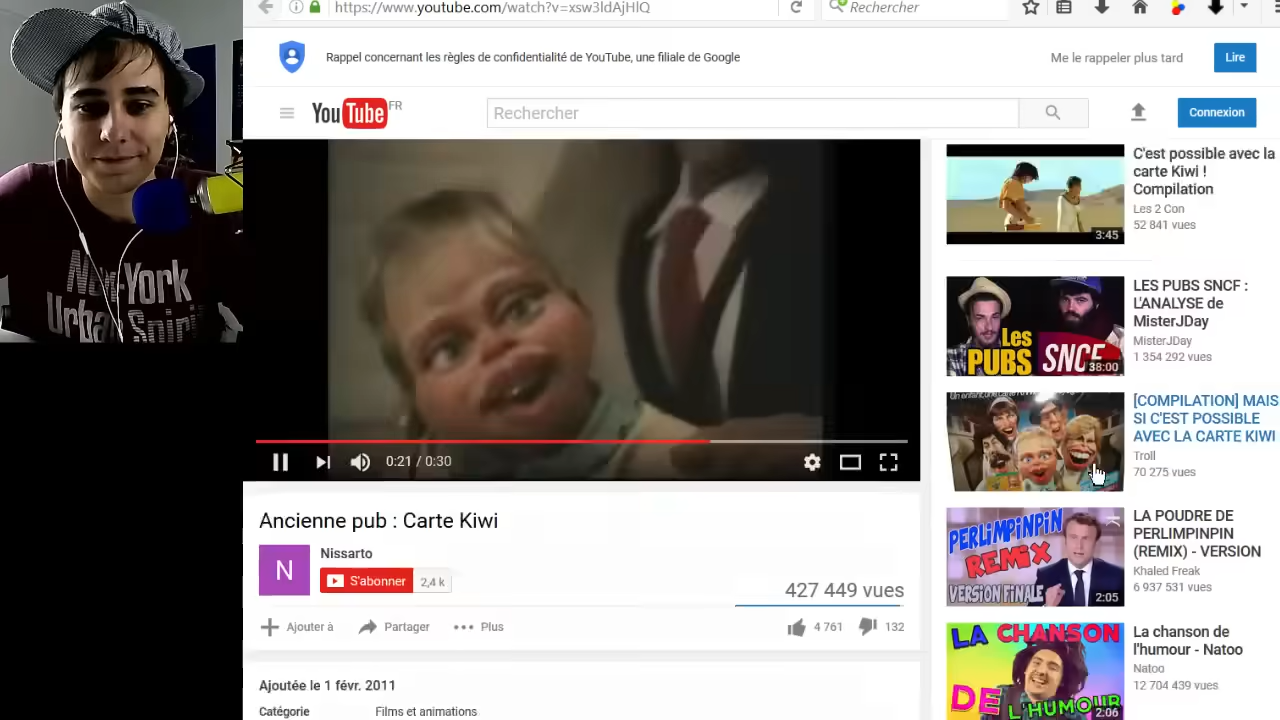 https://www.youtube.com/watch?v=xsw3ldAjHlQ
Rechercher
Rappel concernant les règles de confidentialité de YouTube, une filiale de Google
Me le rappeler plus tard
Lire
YouTube FR
Rechercher
Connexion
New-York
Urban Spirit
0:21 / 0:30
Ancienne pub : Carte Kiwi
N
Nissarto
S'abonner
2,4 k
427 449 vues
Ajouter à
Partager
Plus
4 761
132
Ajoutée le 1 févr. 2011
Catégorie
Films et animations
3:45
C'est possible avec la
carte Kiwi !
Compilation
Les 2 Con
52 841 vues
Les
PUBS SNCF
38:00
LES PUBS SNCF :
L'ANALYSE de
MisterJDay
MisterJDay
1 354 292 vues
[COMPILATION] MAIS
SI C'EST POSSIBLE
AVEC LA CARTE KIWI
Troll
70 275 vues
PERLIMPINPIN
REMIX
VERSION FINALE
2:05
LA POUDRE DE
PERLIMPINPIN
(REMIX) - VERSION
Khaled Freak
6 937 531 vues
LA CHANSON
DE
L'HUMOUR
2:06
La chanson de
l'humour - Natoo
Natoo
12 704 439 vues